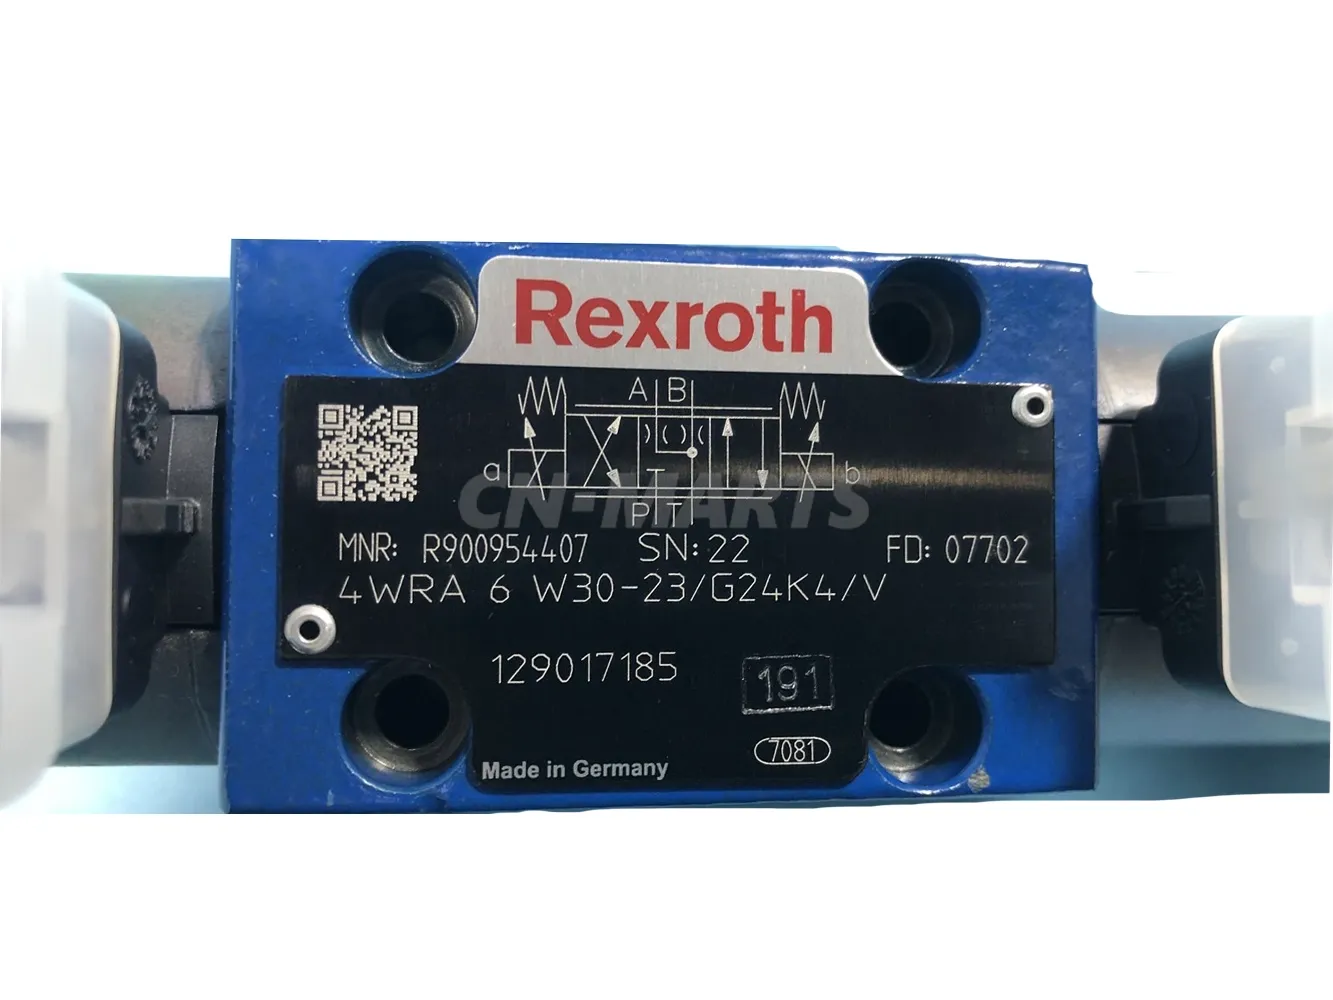 Rexroth
A B
a b
P T
CN-MARTS
MNR: R900954407 SN: 22 FD: 07702
4WRA 6 W30-23/G24K4/V
129017185 191
7081
Made in Germany